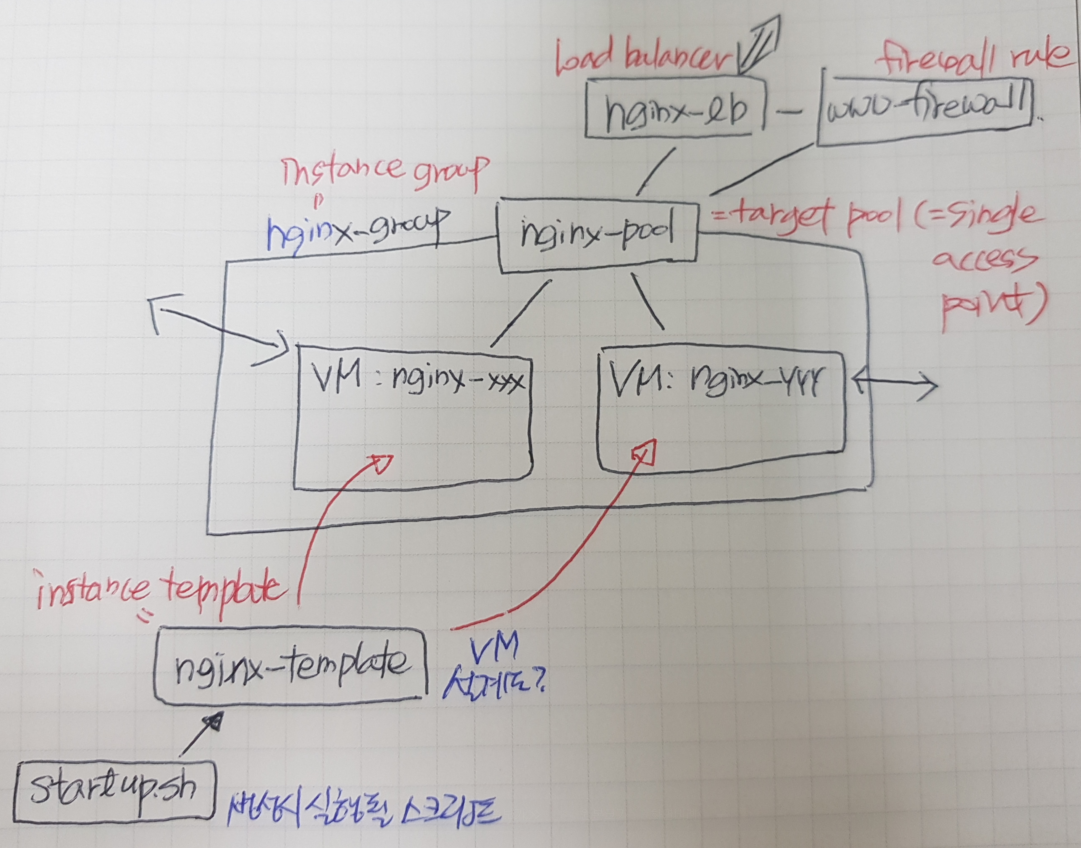 load balancer
firewall rule
nginx-lb
www-firewall
instance group
"
nginx-group
nginx-pool
=target pool (=single
access
point)
VM : nginx-xxx
VM: nginx-yyy
instance template
=
nginx-template
VM
설계도?
startup.sh
생성시 실행될 스크립트